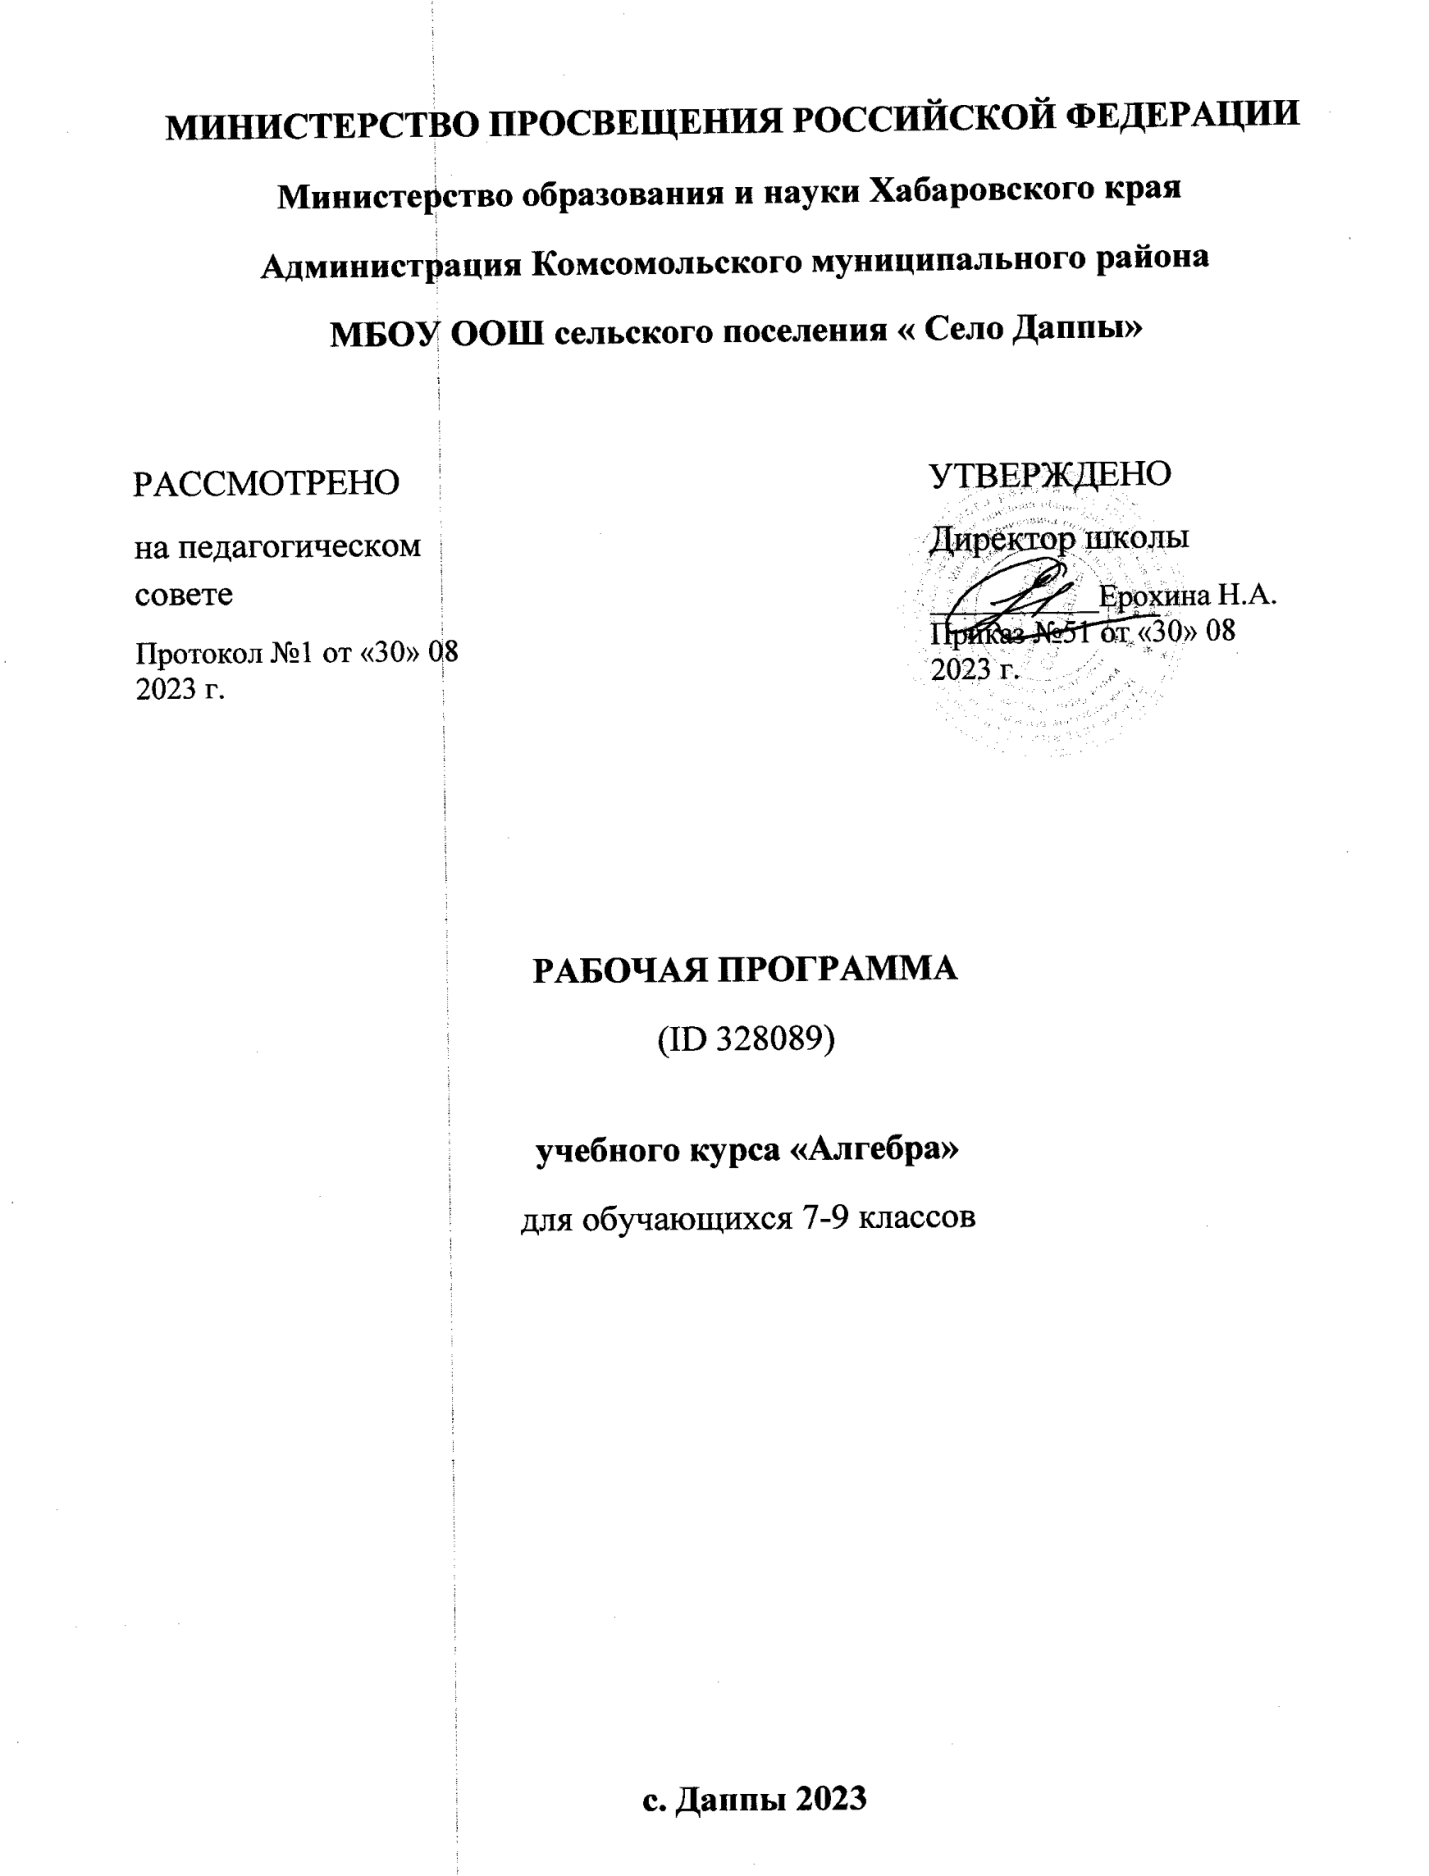 МИНИСТЕРСТВО ПРОСВЕЩЕНИЯ РОССИЙСКОЙ ФЕДЕРАЦИИ
Министерство образования и науки Хабаровского края
Администрация Комсомольского муниципального района
МБОУ ООШ сельского поселения « Село Даппы»
РАССМОТРЕНО
на педагогическом
совете
Протокол №1 от «30» 08
2023 г.
УТВЕРЖДЕНО
Директор школы
____________Ерохина Н.А.
Приказ №51 от «30» 08
2023 г.
РАБОЧАЯ ПРОГРАММА
(ID 328089)
учебного курса «Алгебра»
для обучающихся 7-9 классов
с. Даппы 2023